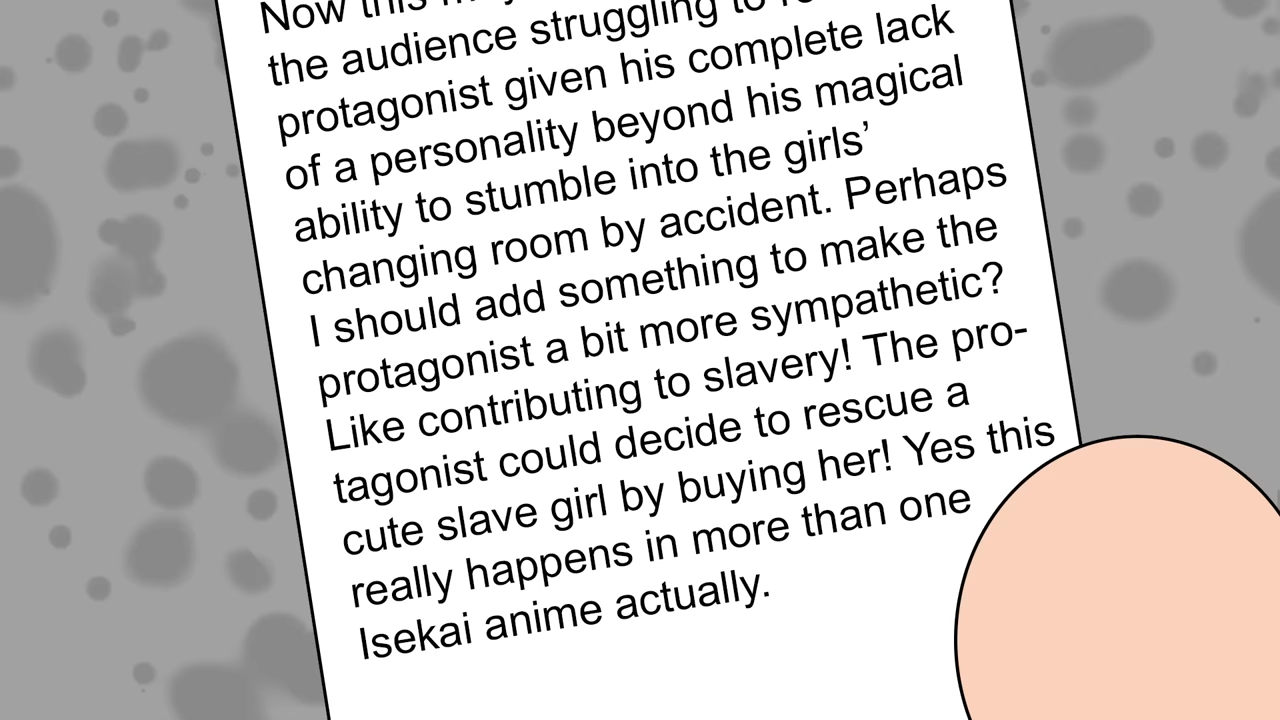 Now this
the audience struggling to
protagonist given his complete lack
of a personality beyond his magical
ability to stumble into the girls’
changing room by accident. Perhaps
I should add something to make the
protagonist a bit more sympathetic?
Like contributing to slavery! The pro-
tagonist could decide to rescue a
cute slave girl by buying her! Yes this
really happens in more than one
Isekai anime actually.